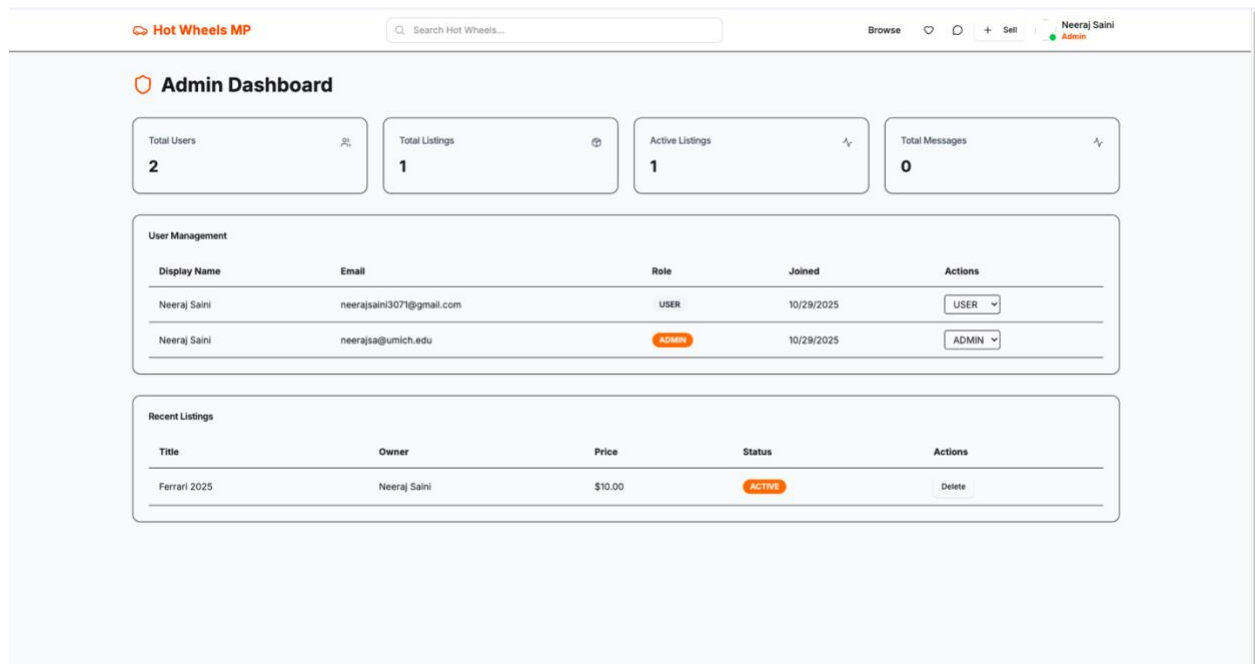 Hot Wheels MP
Search Hot Wheels...
Browse
Sell
Neeraj Saini
Admin
Admin Dashboard
Total Users
2
Total Listings
1
Active Listings
1
Total Messages
0
User Management
Display Name Email Role Joined Actions
Neeraj Saini neerajsaini3071@gmail.com USER 10/29/2025 USER
Neeraj Saini neerajsa@umich.edu ADMIN 10/29/2025 ADMIN
Recent Listings
Title Owner Price Status Actions
Ferrari 2025 Neeraj Saini $10.00 ACTIVE Delete